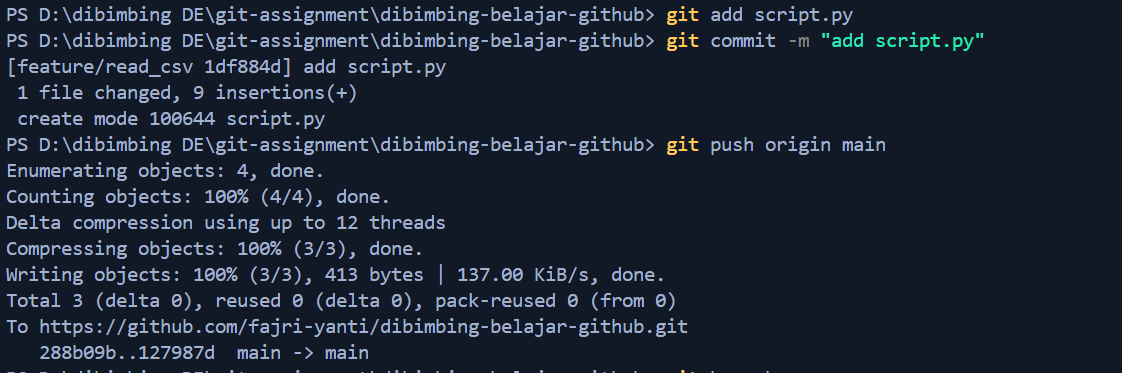 PS D:\dibimbing DE\git-assignment\dibimbing-belajar-github> git add script.py
PS D:\dibimbing DE\git-assignment\dibimbing-belajar-github> git commit -m "add script.py"
[feature/read_csv 1df884d] add script.py
 1 file changed, 9 insertions(+)
 create mode 100644 script.py
PS D:\dibimbing DE\git-assignment\dibimbing-belajar-github> git push origin main
Enumerating objects: 4, done.
Counting objects: 100% (4/4), done.
Delta compression using up to 12 threads
Compressing objects: 100% (3/3), done.
Writing objects: 100% (3/3), 413 bytes | 137.00 KiB/s, done.
Total 3 (delta 0), reused 0 (delta 0), pack-reused 0 (from 0)
To https://github.com/fajri-yanti/dibimbing-belajar-github.git
   288b09b..127987d  main -> main